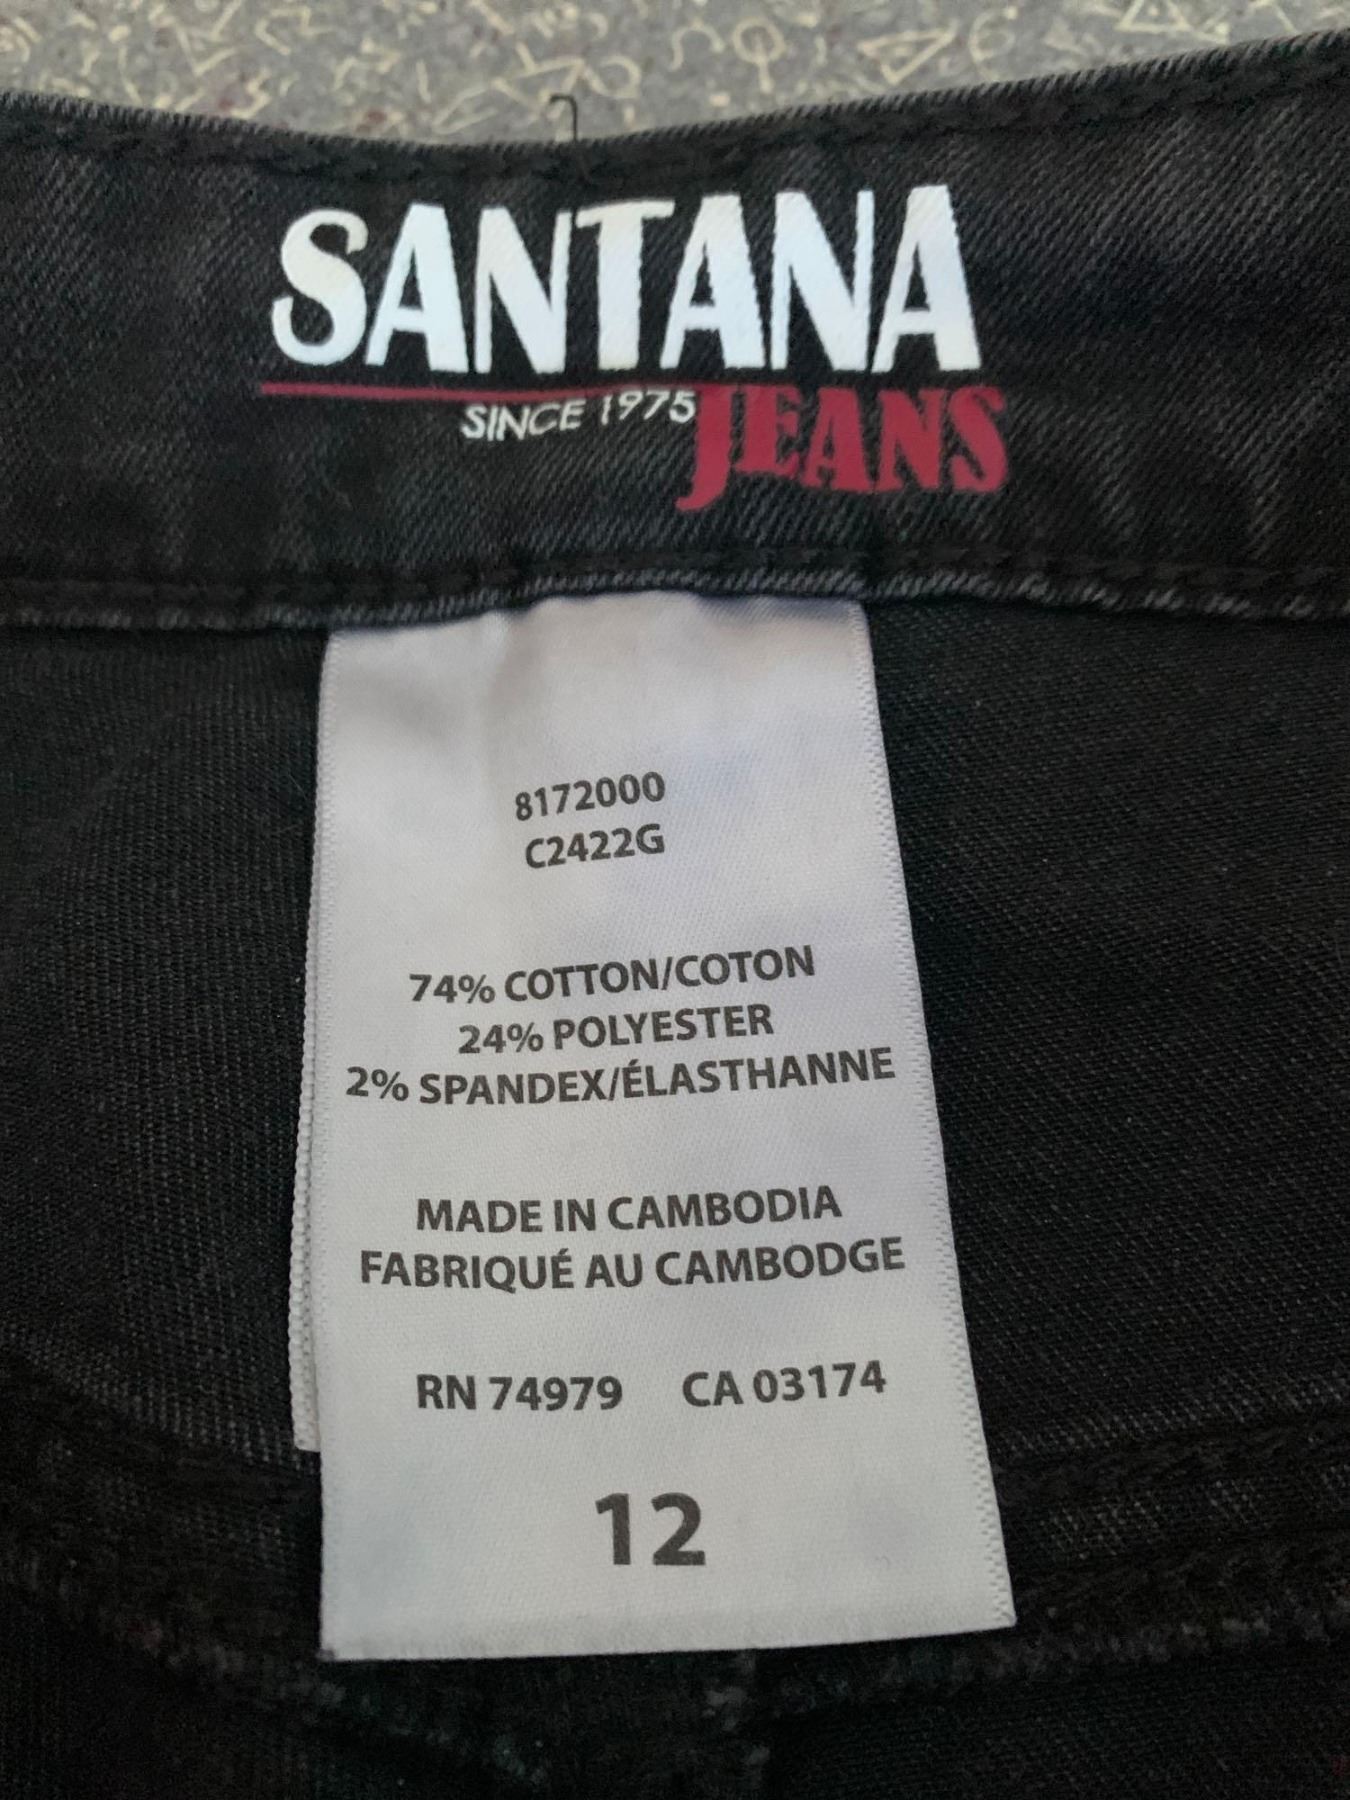 SANTANA
SINCE 1975 JEANS
8172000
C2422G
74% COTTON/COTON
24% POLYESTER
2% SPANDEX/ÉLASTHANNE
MADE IN CAMBODIA
FABRIQUÉ AU CAMBODGE
RN 74979 CA 03174
12